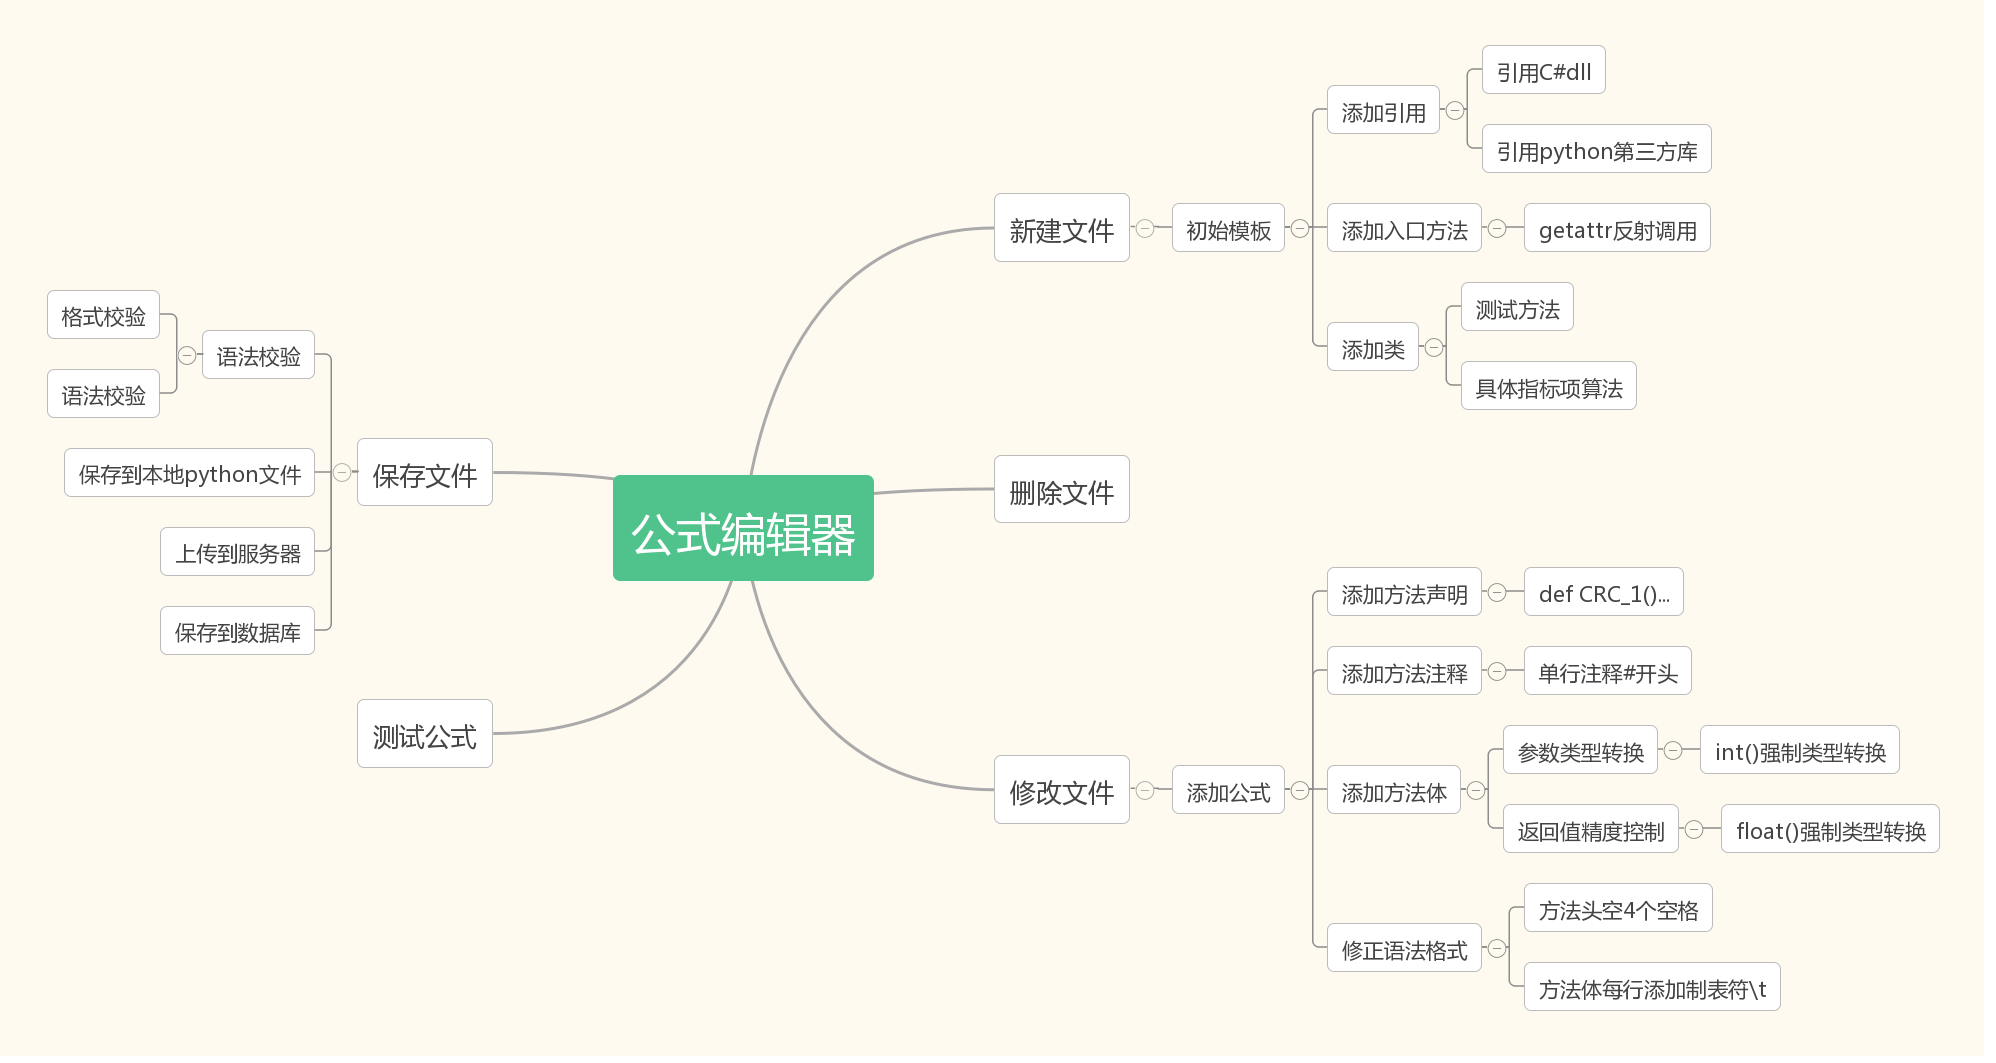 公式编辑器
新建文件
初始模板
添加引用
引用C#dll
引用python第三方库
添加入口方法
getattr反射调用
添加类
测试方法
具体指标项算法
删除文件
修改文件
添加公式
添加方法声明
def CRC_1()...
添加方法注释
单行注释#开头
添加方法体
参数类型转换
int()强制类型转换
返回值精度控制
float()强制类型转换
修正语法格式
方法头空4个空格
方法体每行添加制表符\t
保存文件
语法校验
格式校验
语法校验
保存到本地python文件
上传到服务器
保存到数据库
测试公式